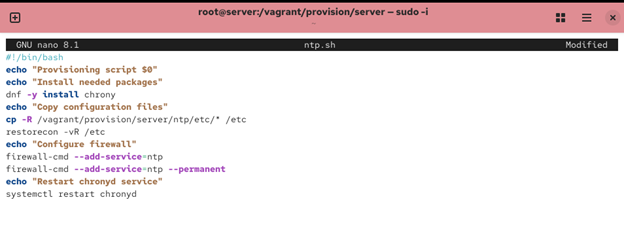 root@server:/vagrant/provision/server — sudo -i
GNU nano 8.1 ntp.sh Modified
#!/bin/bash
echo "Provisioning script $0"
echo "Install needed packages"
dnf -y install chrony
echo "Copy configuration files"
cp -R /vagrant/provision/server/ntp/etc/* /etc
restorecon -vR /etc
echo "Configure firewall"
firewall-cmd --add-service=ntp
firewall-cmd --add-service=ntp --permanent
echo "Restart chronyd service"
systemctl restart chronyd